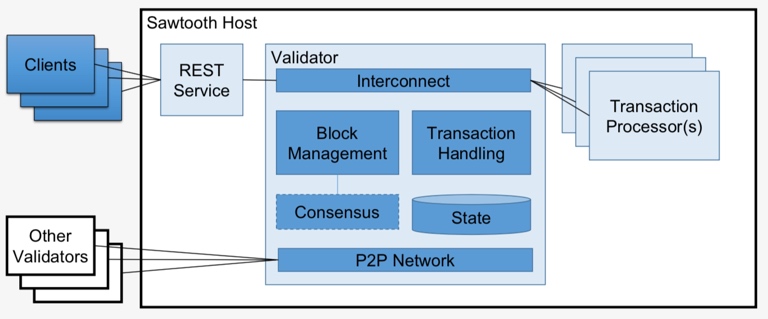 Sawtooth Host
Clients
REST
Service
Validator
Interconnect
Block
Management
Transaction
Handling
Consensus
State
P2P Network
Transaction
Processor(s)
Other
Validators